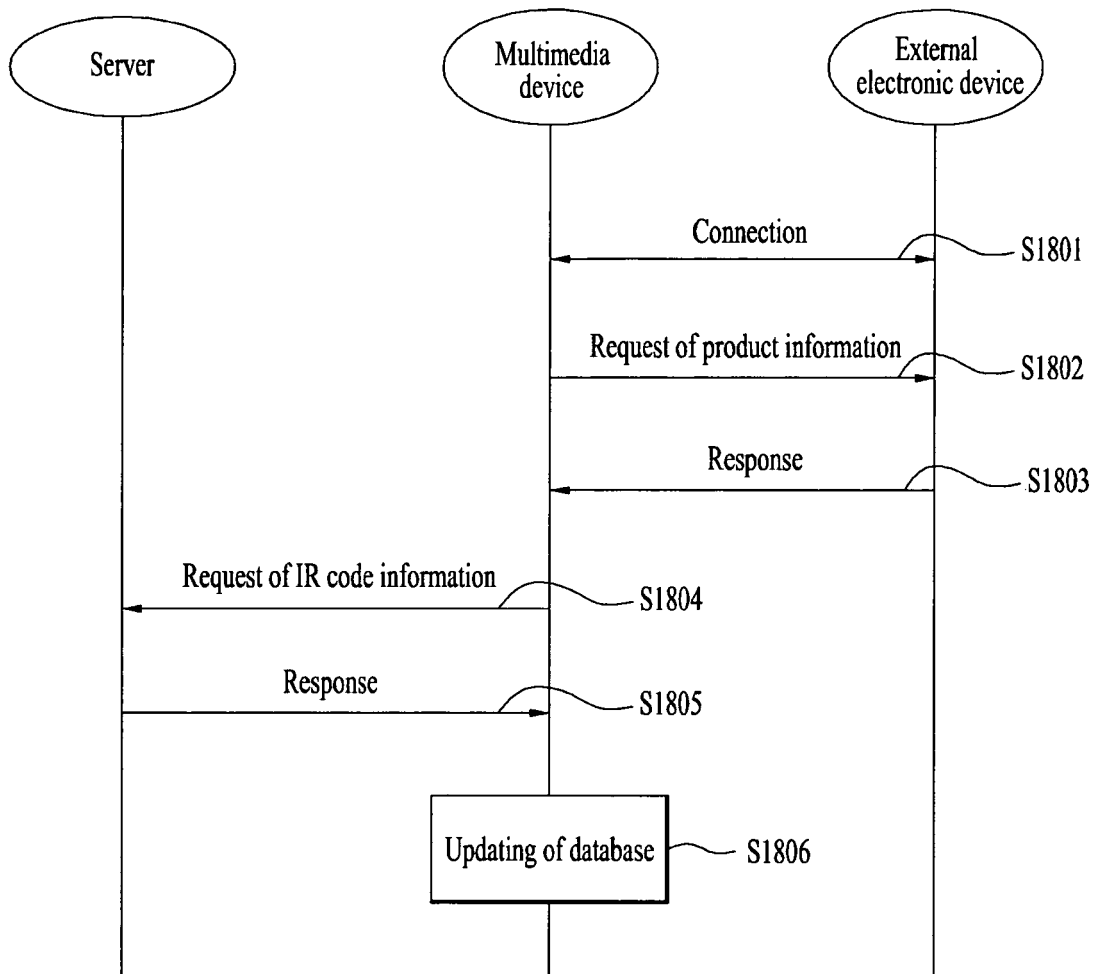 Server
Multimedia
device
External
electronic device
Connection
S1801
Request of product information
S1802
Response
S1803
Request of IR code information
S1804
Response
S1805
Updating of database
S1806